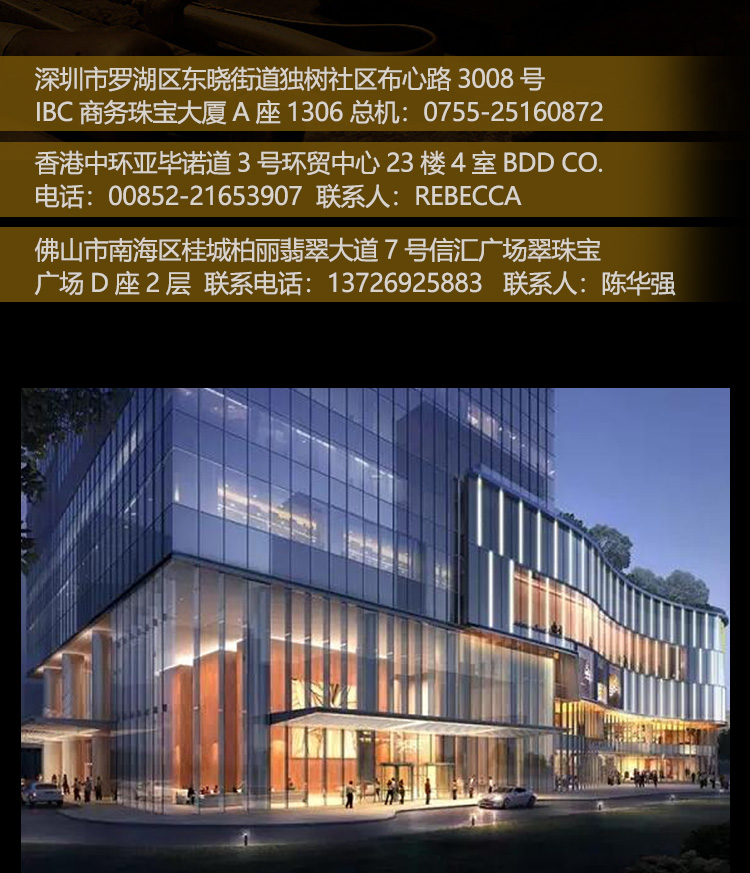 深圳市罗湖区东晓街道独树社区布心路 3008 号
IBC 商务珠宝大厦 A 座 1306 总机：0755-25160872
香港中环亚毕诺道 3 号环贸中心 23 楼 4 室 BDD CO.
电话：00852-21653907 联系人：REBECCA
佛山市南海区桂城柏丽翡翠大道 7 号信汇广场翠珠宝
广场 D 座 2 层 联系电话：13726925883 联系人：陈华强